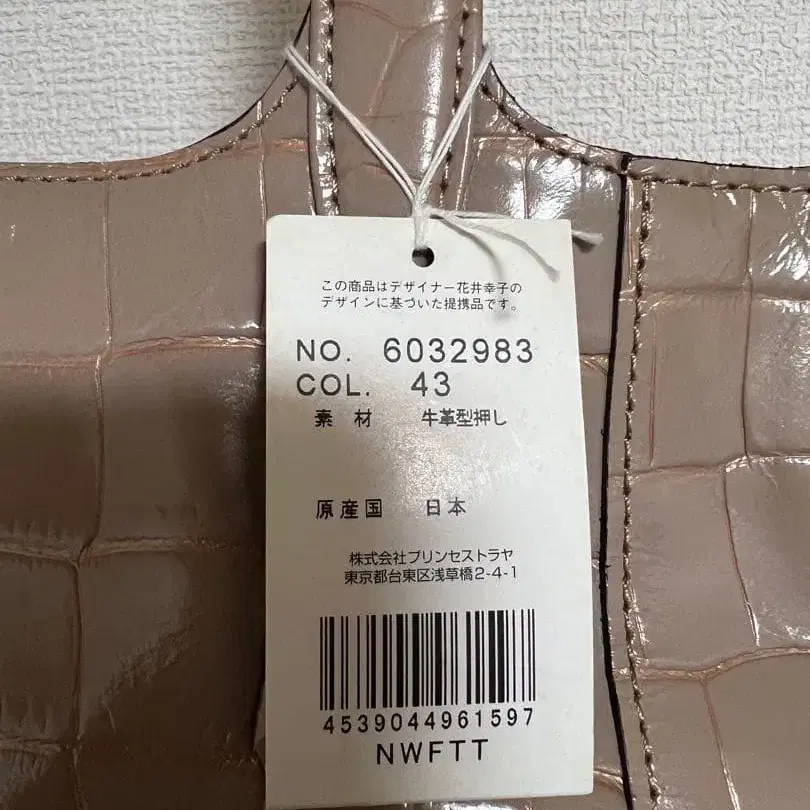 この商品はデザイナー花井幸子の
デザインに基づいた提携品です。
NO. 6032983
COL. 43
素材 牛革型押し
原産国 日本
株式会社プリンセストラヤ
東京都台東区浅草橋2-4-1
4539044961597
NWFTT